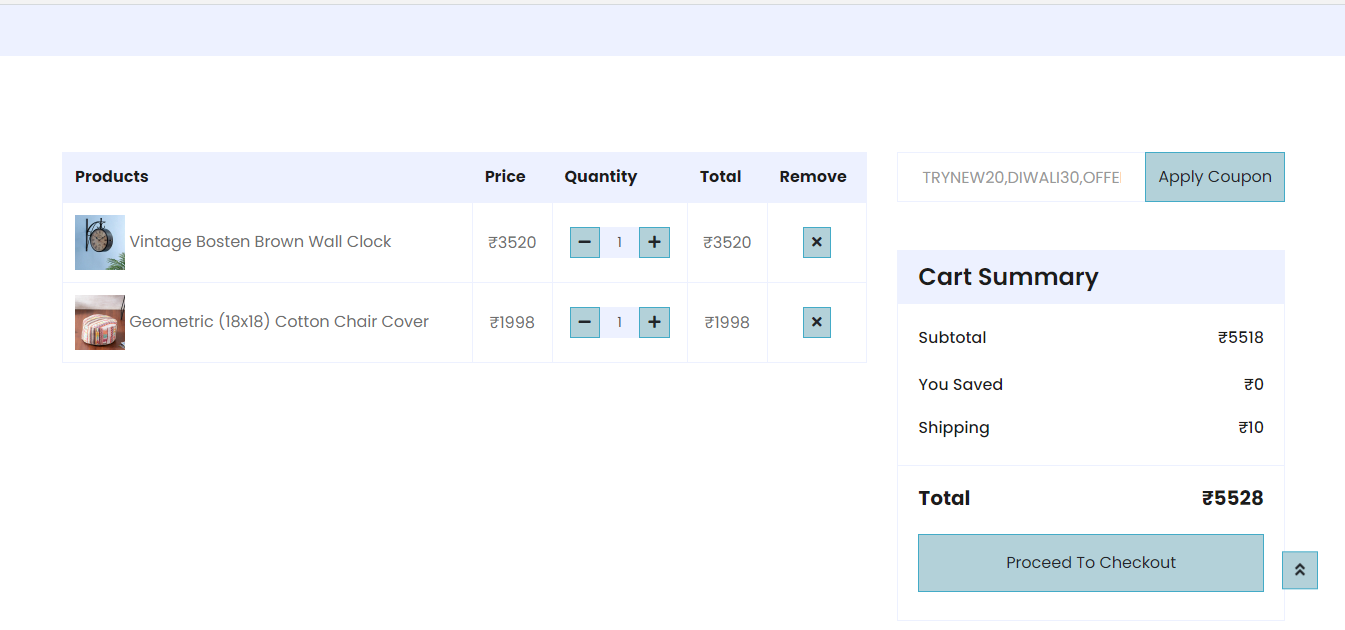 Products Price Quantity Total Remove
Vintage Bosten Brown Wall Clock ₹3520 − 1 + ₹3520 ×
Geometric (18x18) Cotton Chair Cover ₹1998 − 1 + ₹1998 ×
TRYNEW20,DIWALI30,OFFE Apply Coupon
Cart Summary
Subtotal ₹5518
You Saved ₹0
Shipping ₹10
Total ₹5528
Proceed To Checkout